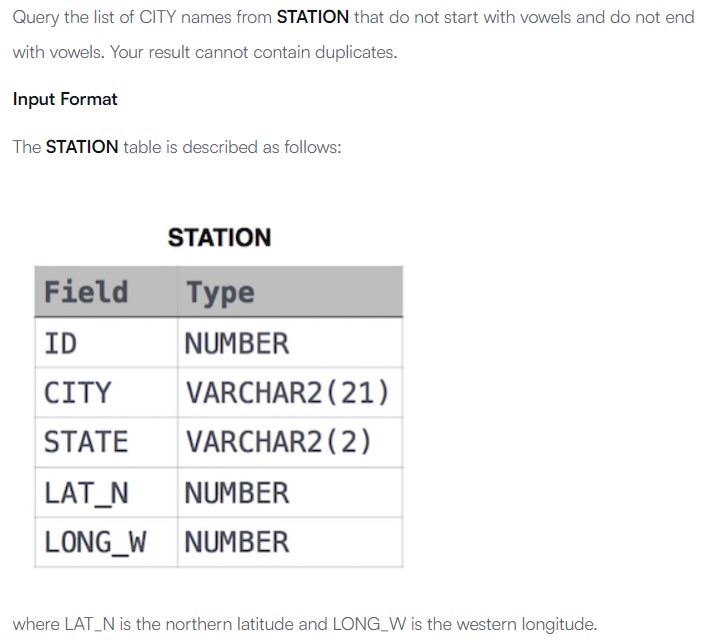 Query the list of CITY names from STATION that do not start with vowels and do not end
with vowels. Your result cannot contain duplicates.
Input Format
The STATION table is described as follows:
STATION
Field Type
ID NUMBER
CITY VARCHAR2(21)
STATE VARCHAR2(2)
LAT_N NUMBER
LONG_W NUMBER
where LAT_N is the northern latitude and LONG_W is the western longitude.